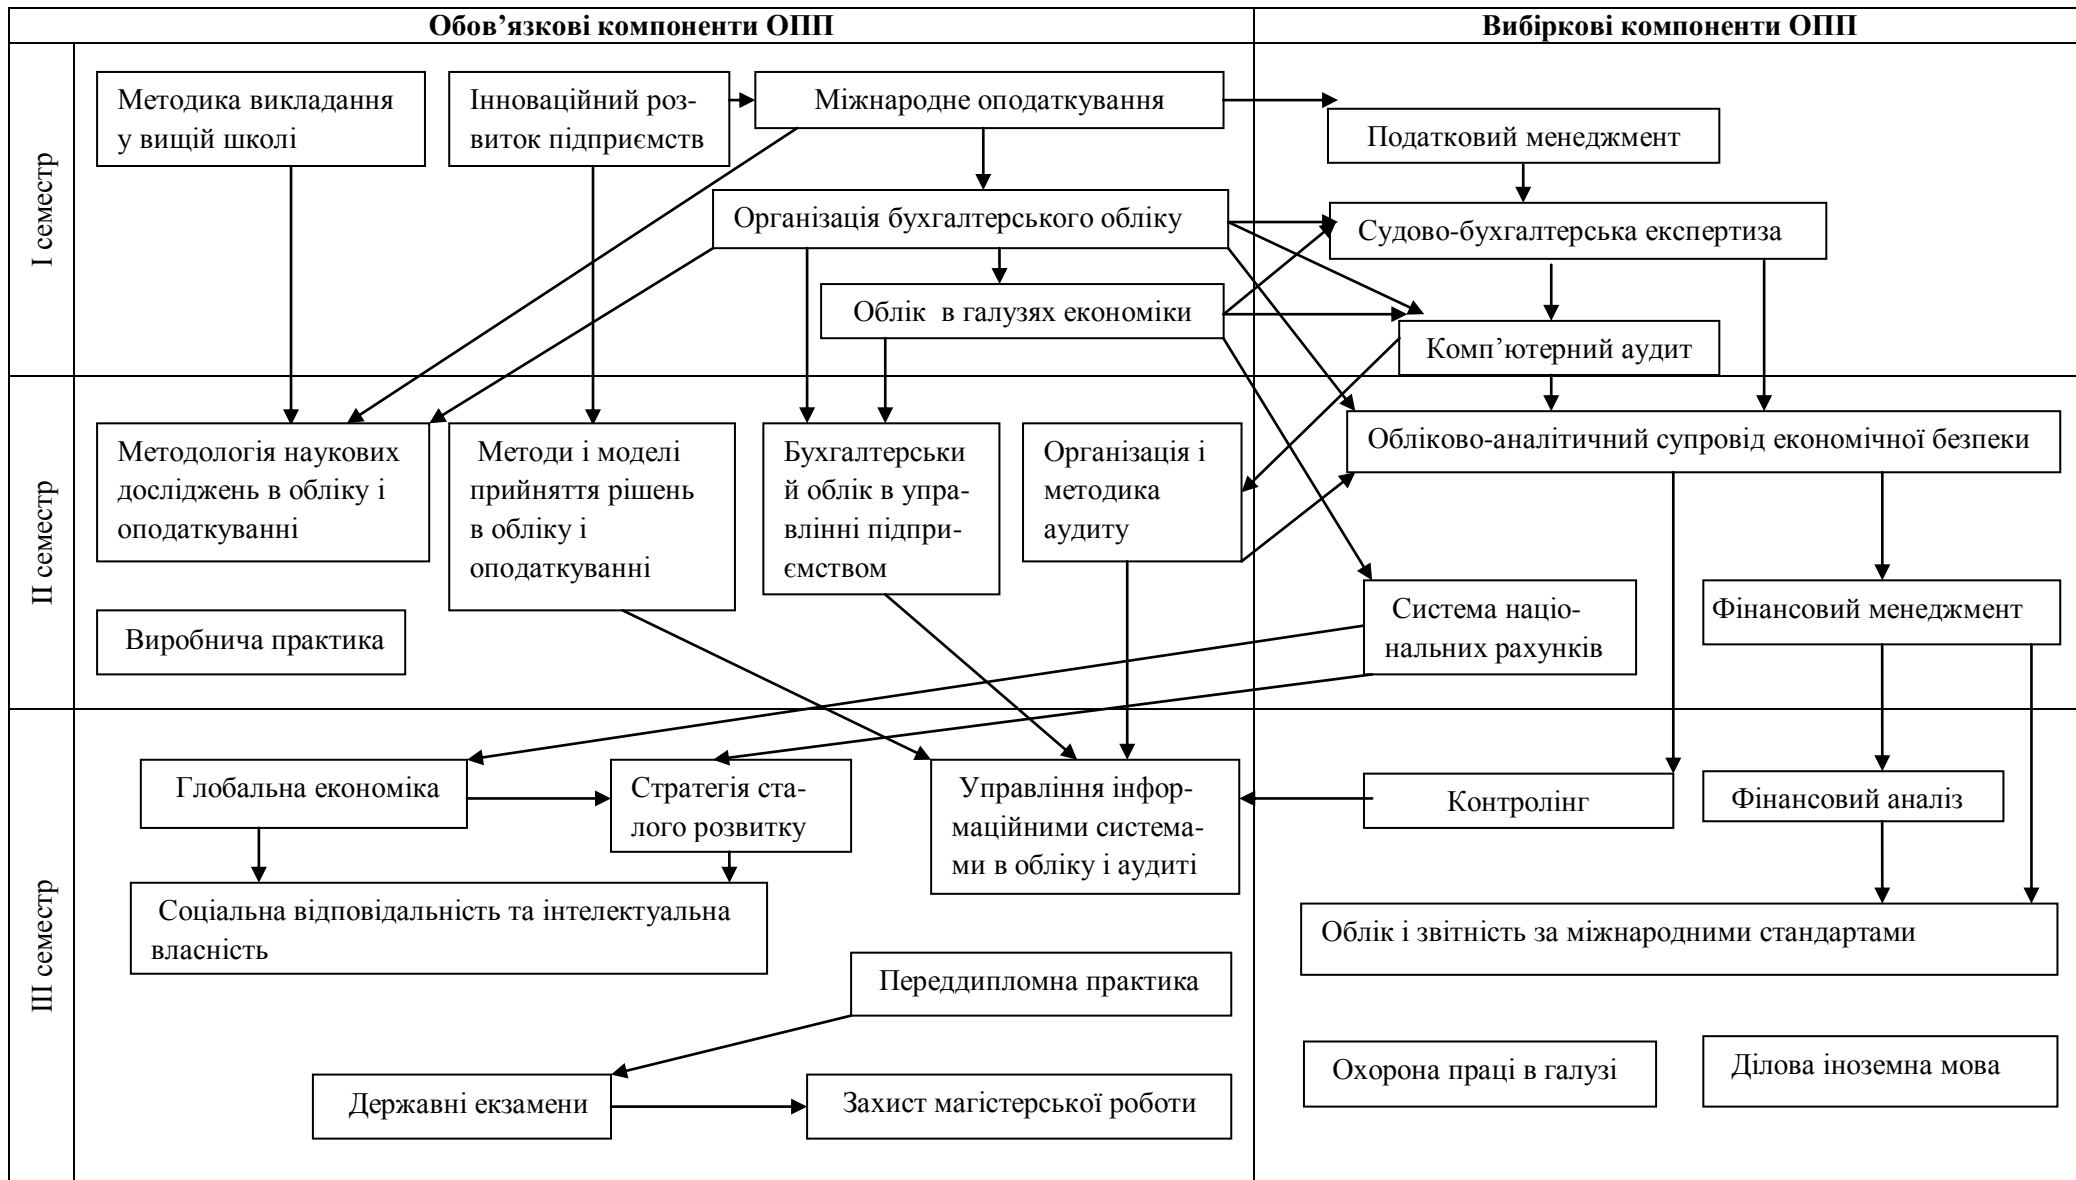 Обов’язкові компоненти ОПП
Вибіркові компоненти ОПП
І семестр
Методика викладання
у вищій школі
Інноваційний роз-
виток підприємств
Міжнародне оподаткування
Податковий менеджмент
Організація бухгалтерського обліку
Судово-бухгалтерська експертиза
Облік в галузях економіки
Комп’ютерний аудит
ІІ семестр
Методологія наукових
досліджень в обліку і
оподаткуванні
Методи і моделі
прийняття рішень
в обліку і
оподаткуванні
Бухгалтерськи
й облік в упра-
влінні підпри-
ємством
Організація і
методика
аудиту
Обліково-аналітичний супровід економічної безпеки
Виробнича практика
Система націо-
нальних рахунків
Фінансовий менеджмент
ІІІ семестр
Глобальна економіка
Стратегія ста-
лого розвитку
Управління інфор-
маційними система-
ми в обліку і аудиті
Контролінг
Фінансовий аналіз
Соціальна відповідальність та інтелектуальна
власність
Облік і звітність за міжнародними стандартами
Переддипломна практика
Охорона праці в галузі
Ділова іноземна мова
Державні екзамени
Захист магістерської роботи